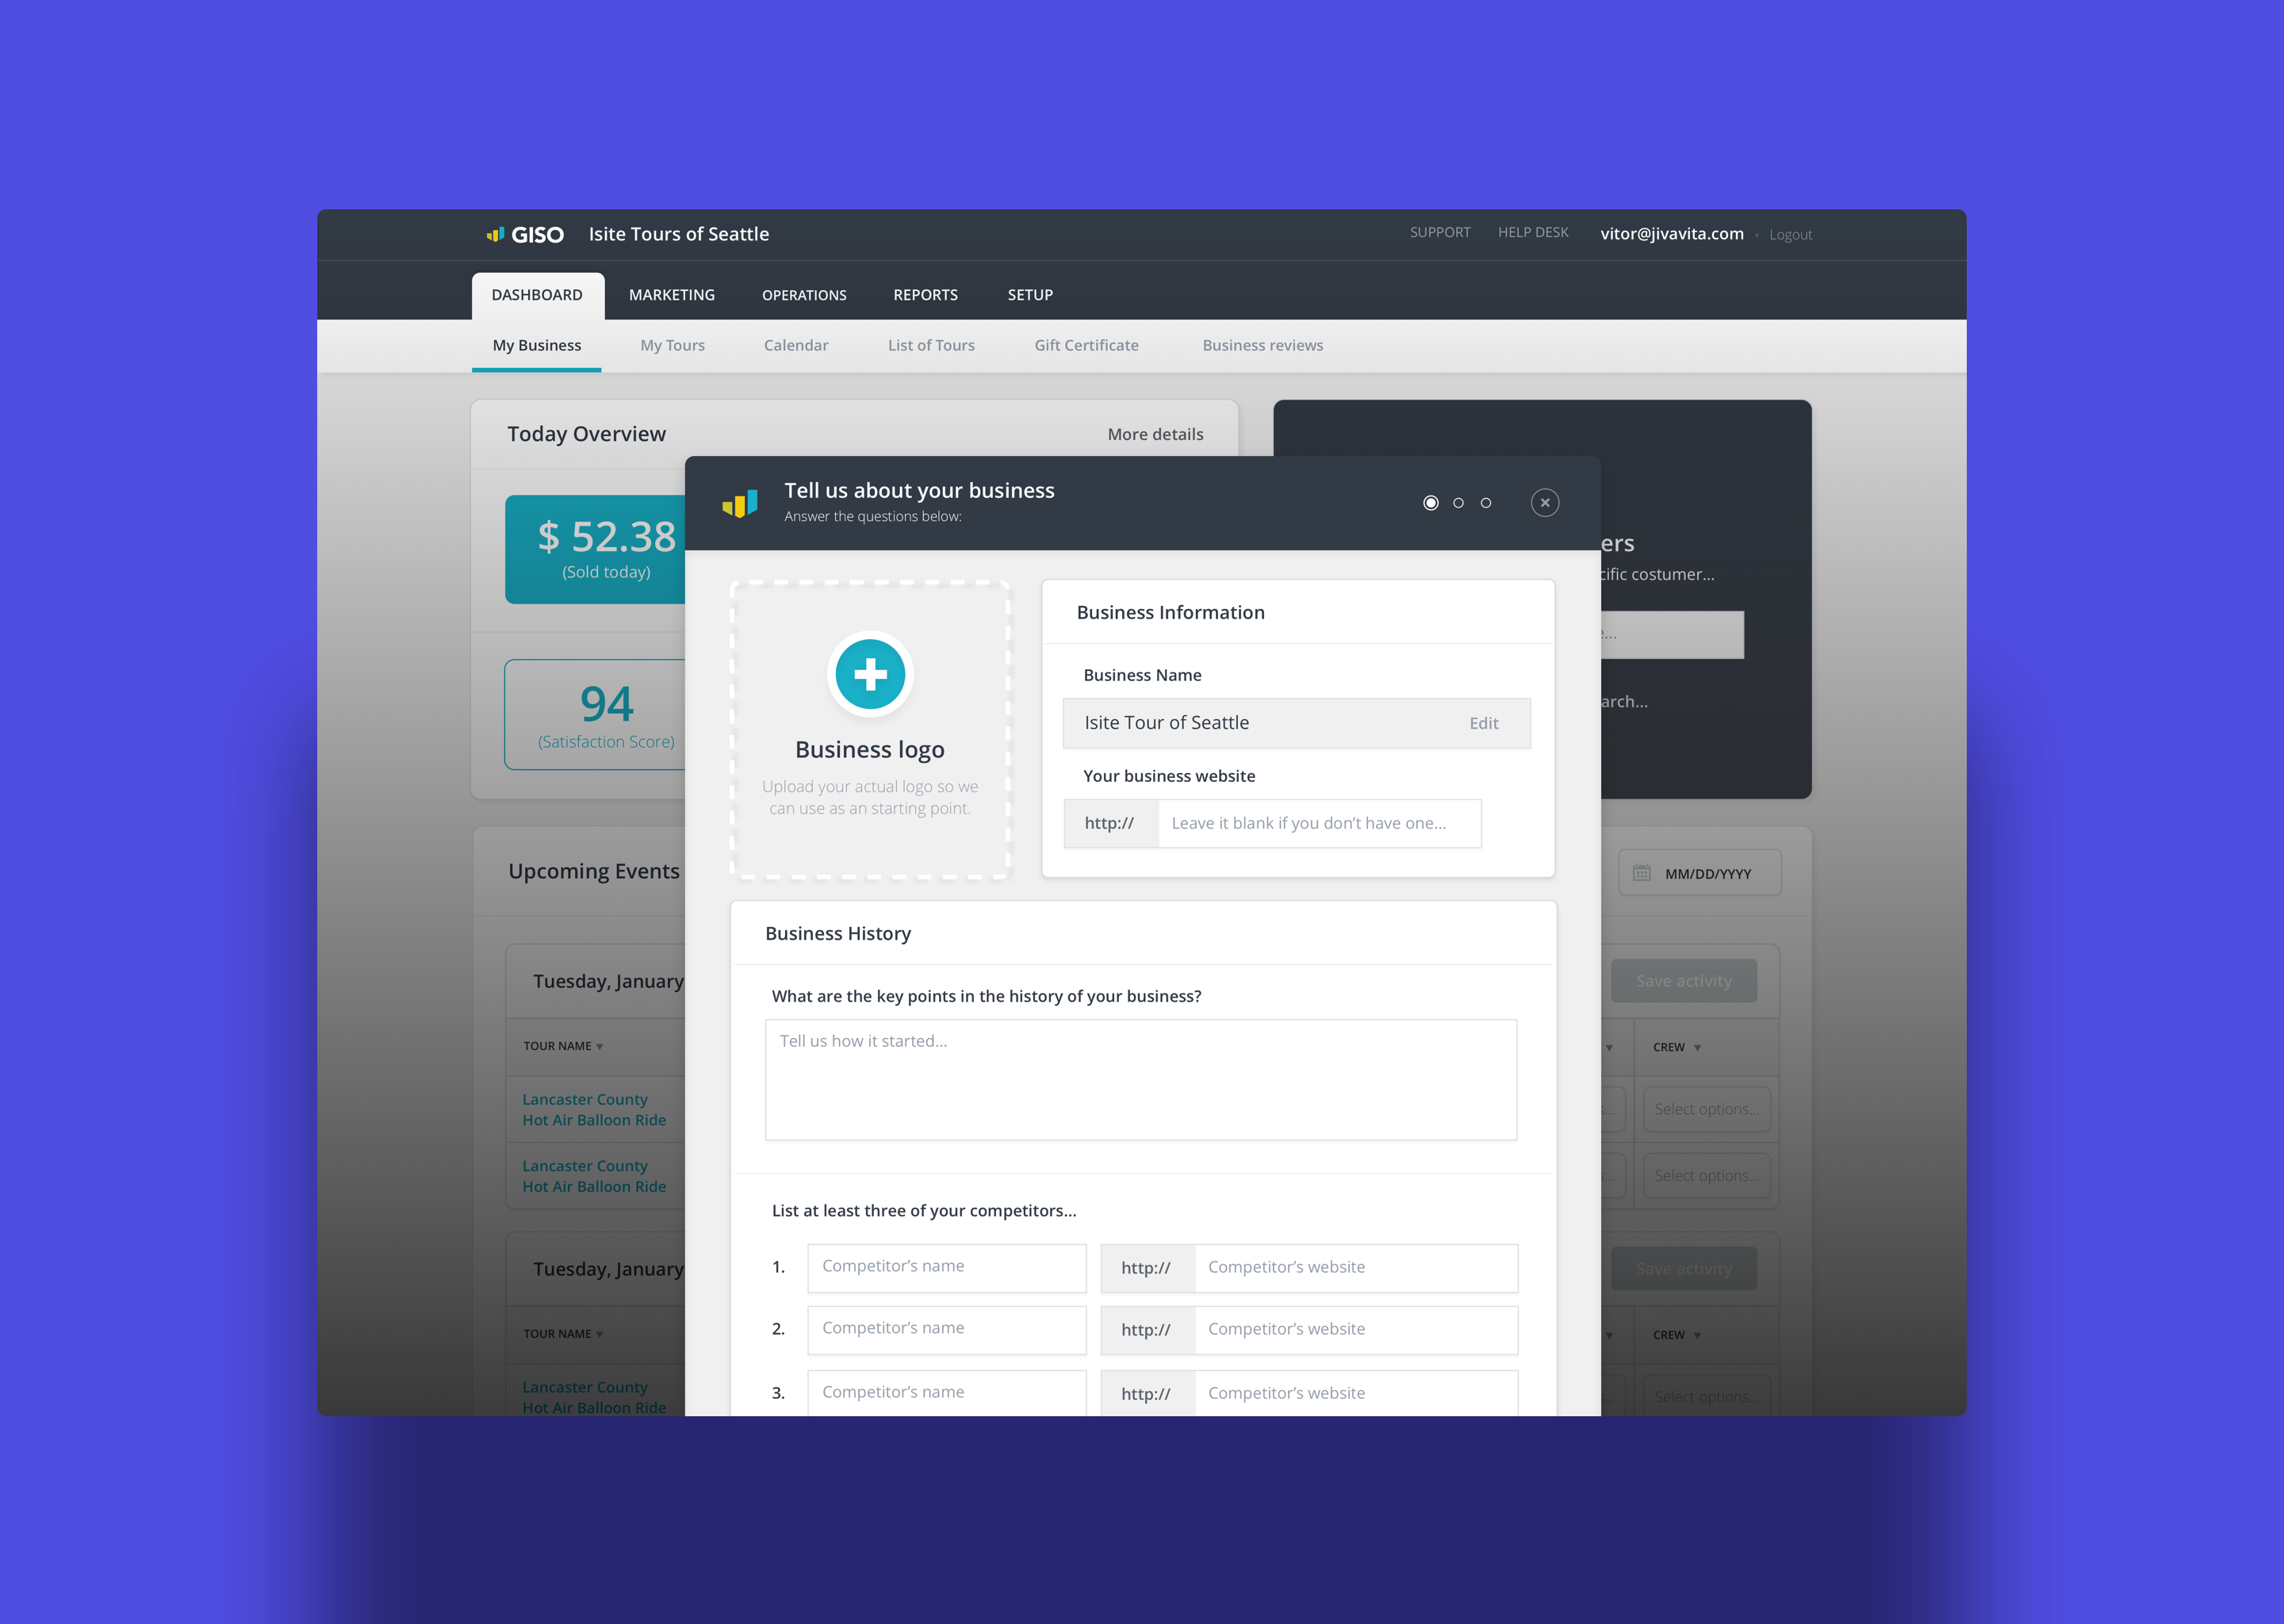 GISO Isite Tours of Seattle SUPPORT HELP DESK vitor@jivavita.com • Logout
DASHBOARD MARKETING OPERATIONS REPORTS SETUP
My Business My Tours Calendar List of Tours Gift Certificate Business reviews
Today Overview More details
$ 52.38
(Sold today)
94
(Satisfaction Score)
ers
cific costumer...
e...
arch...
Tell us about your business
Answer the questions below:
Business logo
Upload your actual logo so we
can use as an starting point.
Business Information
Business Name
Isite Tour of Seattle Edit
Your business website
http:// Leave it blank if you don't have one...
Business History
What are the key points in the history of your business?
Tell us how it started...
List at least three of your competitors...
1. Competitor's name http:// Competitor's website
2. Competitor's name http:// Competitor's website
3. Competitor's name http:// Competitor's website
Upcoming Events MM/DD/YYYY
Tuesday, January Save activity
TOUR NAME ▼ ▼ CREW ▼
Lancaster County
Hot Air Balloon Ride
s... Select options...
Lancaster County
Hot Air Balloon Ride
s... Select options...
Tuesday, January Save activity
TOUR NAME ▼ ▼ CREW ▼
Lancaster County
Hot Air Balloon Ride
Select options...